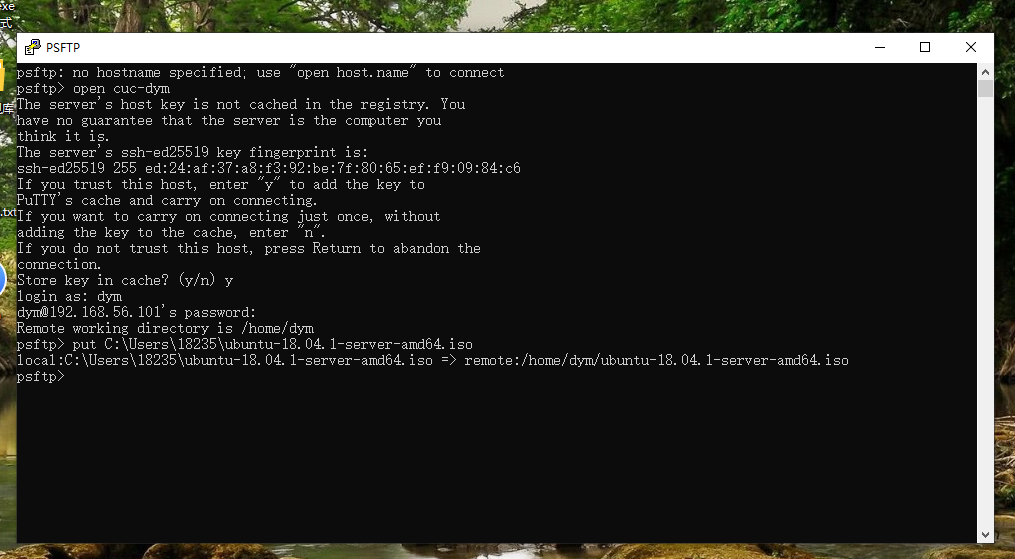 exe
式
PSFTP
psftp: no hostname specified; use "open host.name" to connect
psftp> open cuc-dym
The server's host key is not cached in the registry. You
have no guarantee that the server is the computer you
think it is.
The server's ssh-ed25519 key fingerprint is:
ssh-ed25519 255 ed:24:af:37:a8:f3:92:be:7f:80:65:ef:f9:09:84:c6
If you trust this host, enter "y" to add the key to
PuTTY's cache and carry on connecting.
If you want to carry on connecting just once, without
adding the key to the cache, enter "n".
If you do not trust this host, press Return to abandon the
connection.
Store key in cache? (y/n) y
login as: dym
dym@192.168.56.101's password:
Remote working directory is /home/dym
psftp> put C:\Users\18235\ubuntu-18.04.1-server-amd64.iso
local:C:\Users\18235\ubuntu-18.04.1-server-amd64.iso => remote:/home/dym/ubuntu-18.04.1-server-amd64.iso
psftp>
库
.txt